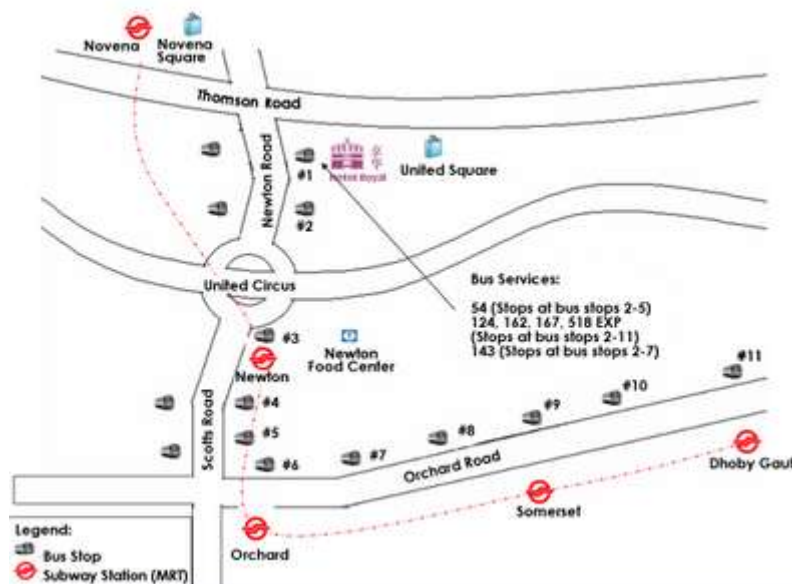 Novena
Novena
Square
Thomson Road
Newton Road
#1
Hotel Royal
United Square
#2
United Circus
Bus Services:
54 (Stops at bus stops 2-5)
124, 162, 167, 518 EXP
(Stops at bus stops 2-11)
143 (Stops at bus stops 2-7)
#3
Newton
Newton
Food Center
#11
#10
#4
#9
Scotts Road
#5
#8
#6
#7
Orchard Road
Dhoby Gaut
Somerset
Orchard
Legend:
Bus Stop
Subway Station (MRT)